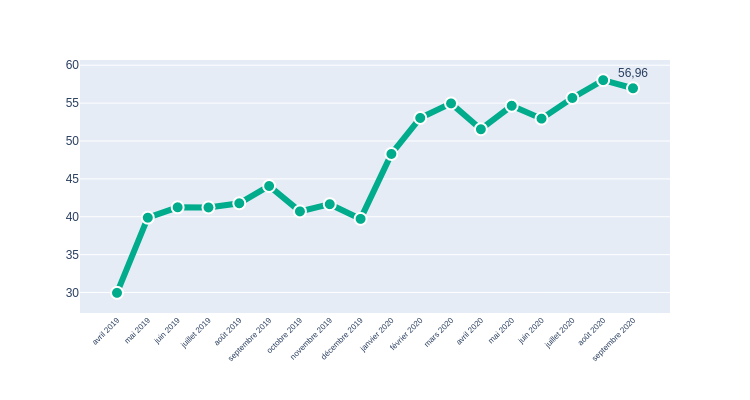 60
55
50
45
40
35
30
56,96
avril 2019
mai 2019
juin 2019
juillet 2019
août 2019
septembre 2019
octobre 2019
novembre 2019
décembre 2019
janvier 2020
février 2020
mars 2020
avril 2020
mai 2020
juin 2020
juillet 2020
août 2020
septembre 2020